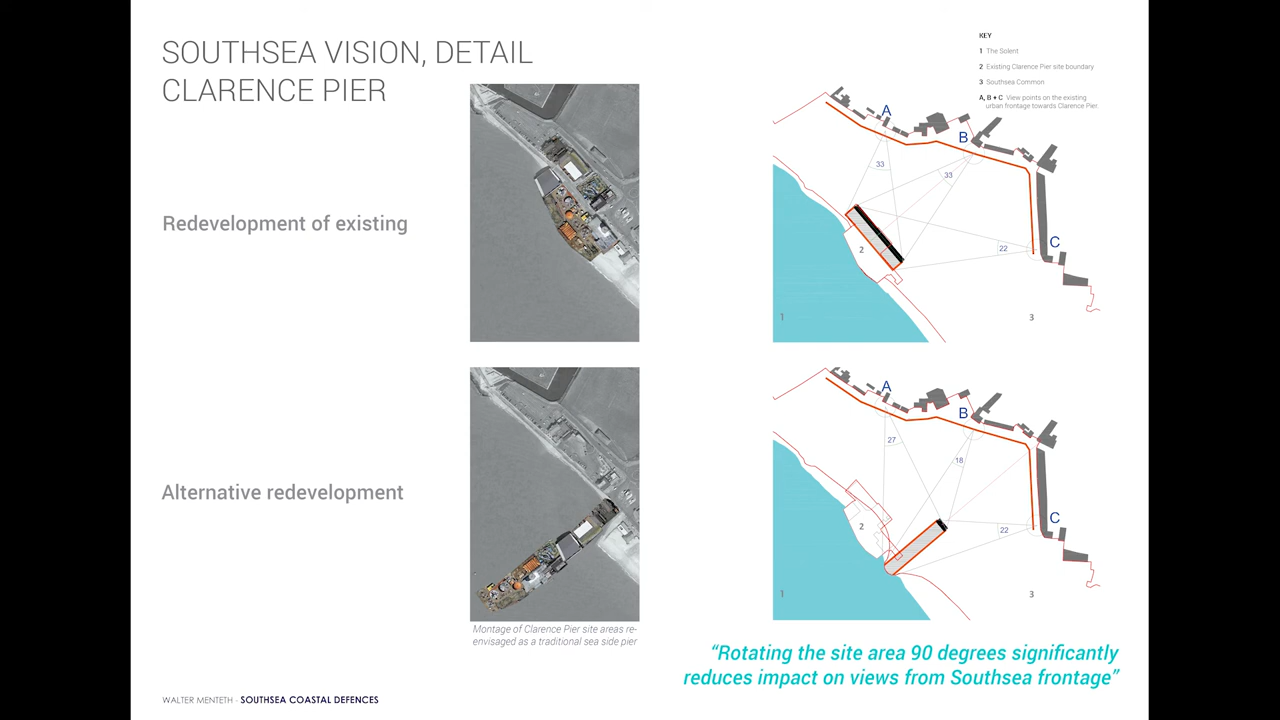 SOUTHSEA VISION, DETAIL
CLARENCE PIER
KEY
1 The Solent
2 Existing Clarence Pier site boundary
3 Southsea Common
A, B + C View points on the existing
urban frontage towards Clarence Pier.
Redevelopment of existing
A
B
33
33
2
22
C
1
3
Alternative redevelopment
A
B
27
18
2
22
C
1
3
Montage of Clarence Pier site areas re-
envisaged as a traditional sea side pier
“Rotating the site area 90 degrees significantly
reduces impact on views from Southsea frontage”
WALTER MENTETH - SOUTHSEA COASTAL DEFENCES